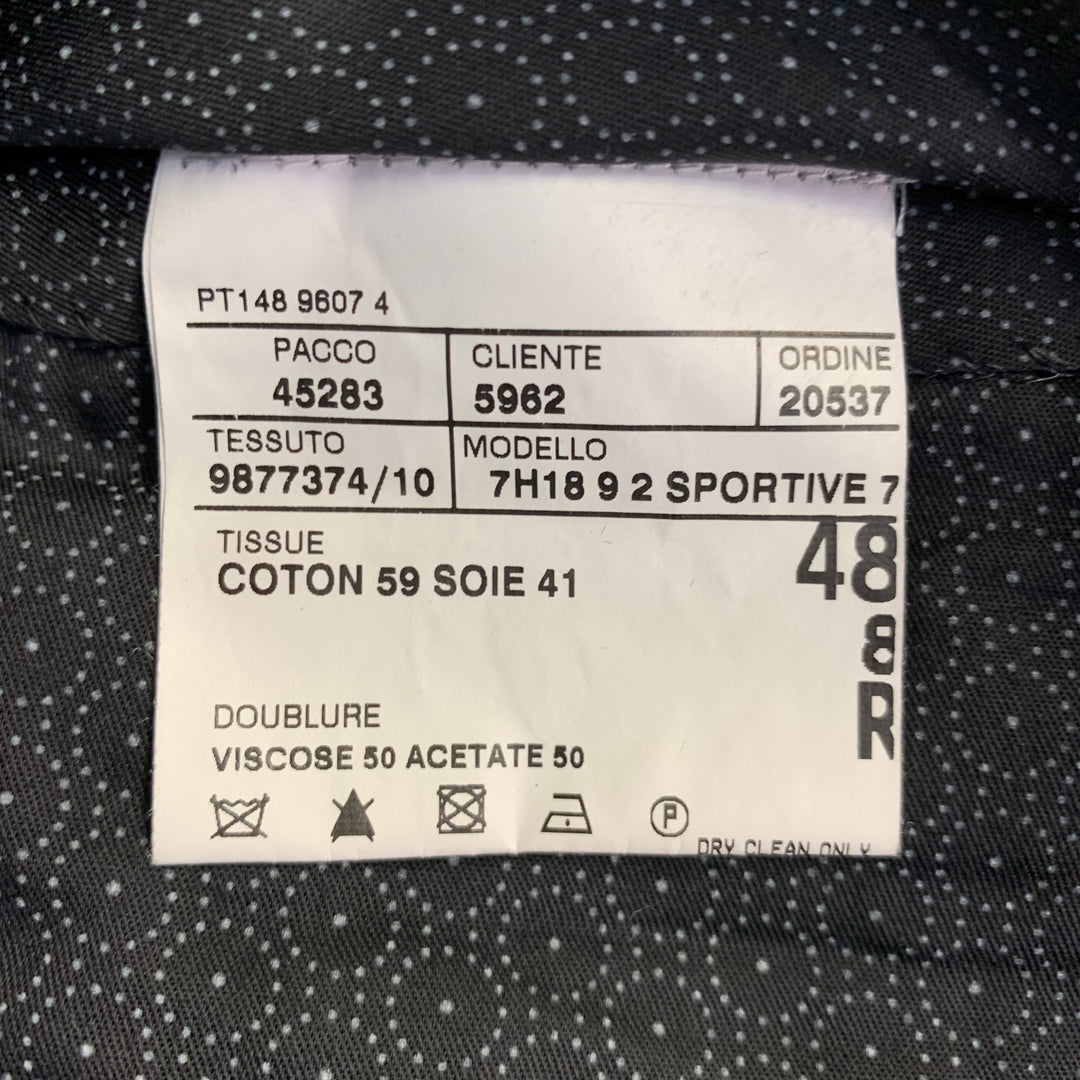 PT148 9607 4
PACCO CLIENTE ORDINE
45283 5962 20537
TESSUTO MODELLO
9877374/10 7H18 9 2 SPORTIVE 7
TISSUE 48
COTON 59 SOIE 41
8
R
DOUBLURE
VISCOSE 50 ACETATE 50
P
DRY CLEAN ONLY